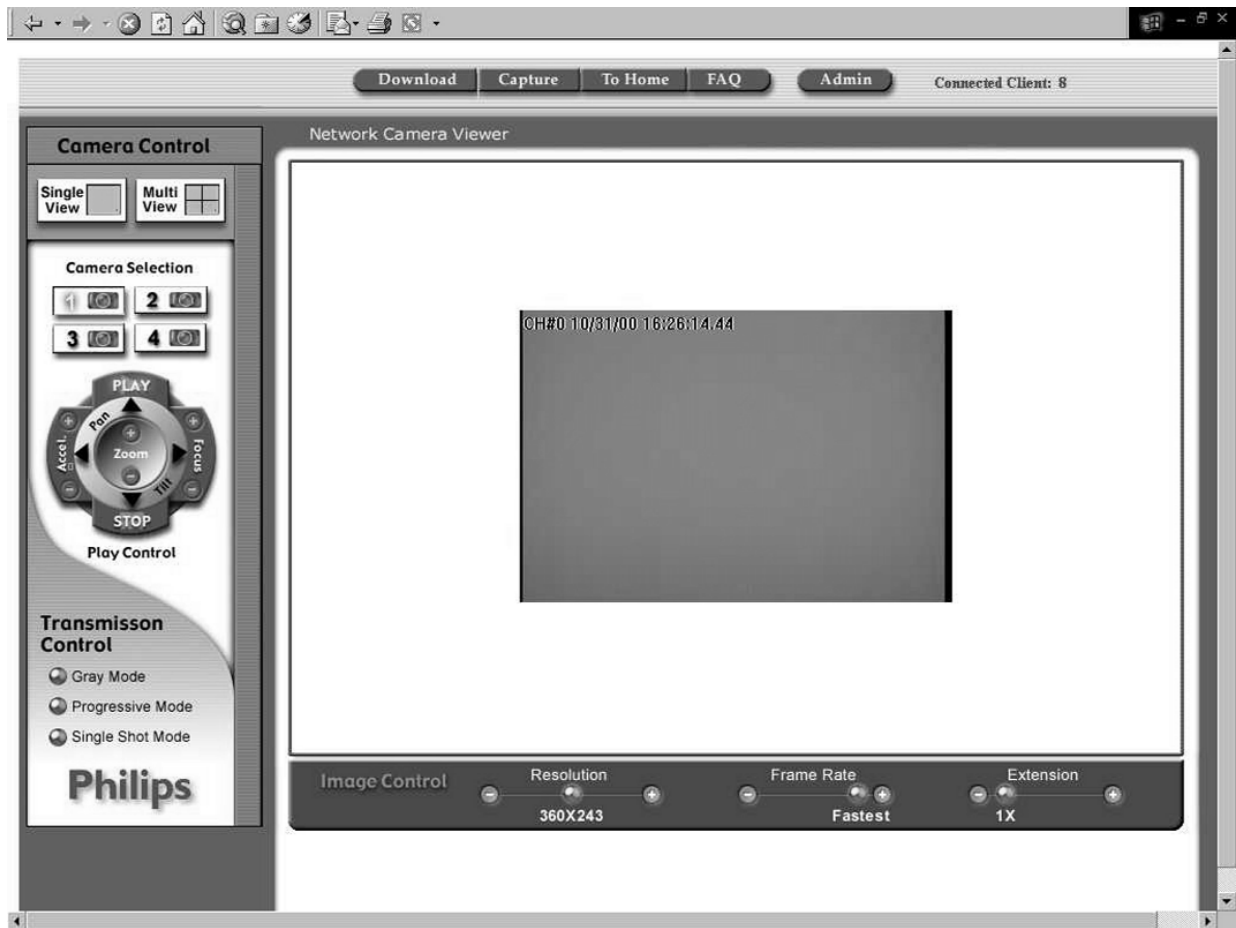 Download Capture To Home FAQ Admin Connected Client: 8
Camera Control
Network Camera Viewer
Single View
Multi View
Camera Selection
1 2
3 4
PLAY
Pan
Accel.
Zoom
Focus
Tilt
STOP
Play Control
CH#0 10/31/00 16:26:14.44
Transmisson
Control
Gray Mode
Progressive Mode
Single Shot Mode
Philips
Image Control
Resolution
360X243
Frame Rate
Fastest
Extension
1X